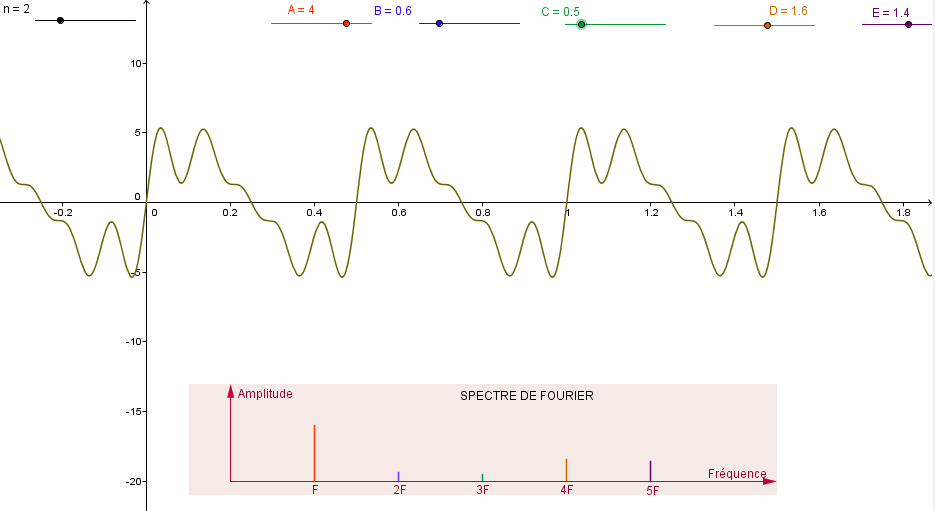 n = 2
A = 4
B = 0.6
C = 0.5
D = 1.6
E = 1.4
10
5
0
-0.2
0
0.2
0.4
0.6
0.8
1
1.2
1.4
1.6
1.8
-5
-10
-15
-20
Amplitude
SPECTRE DE FOURIER
Fréquence
F
2F
3F
4F
5F